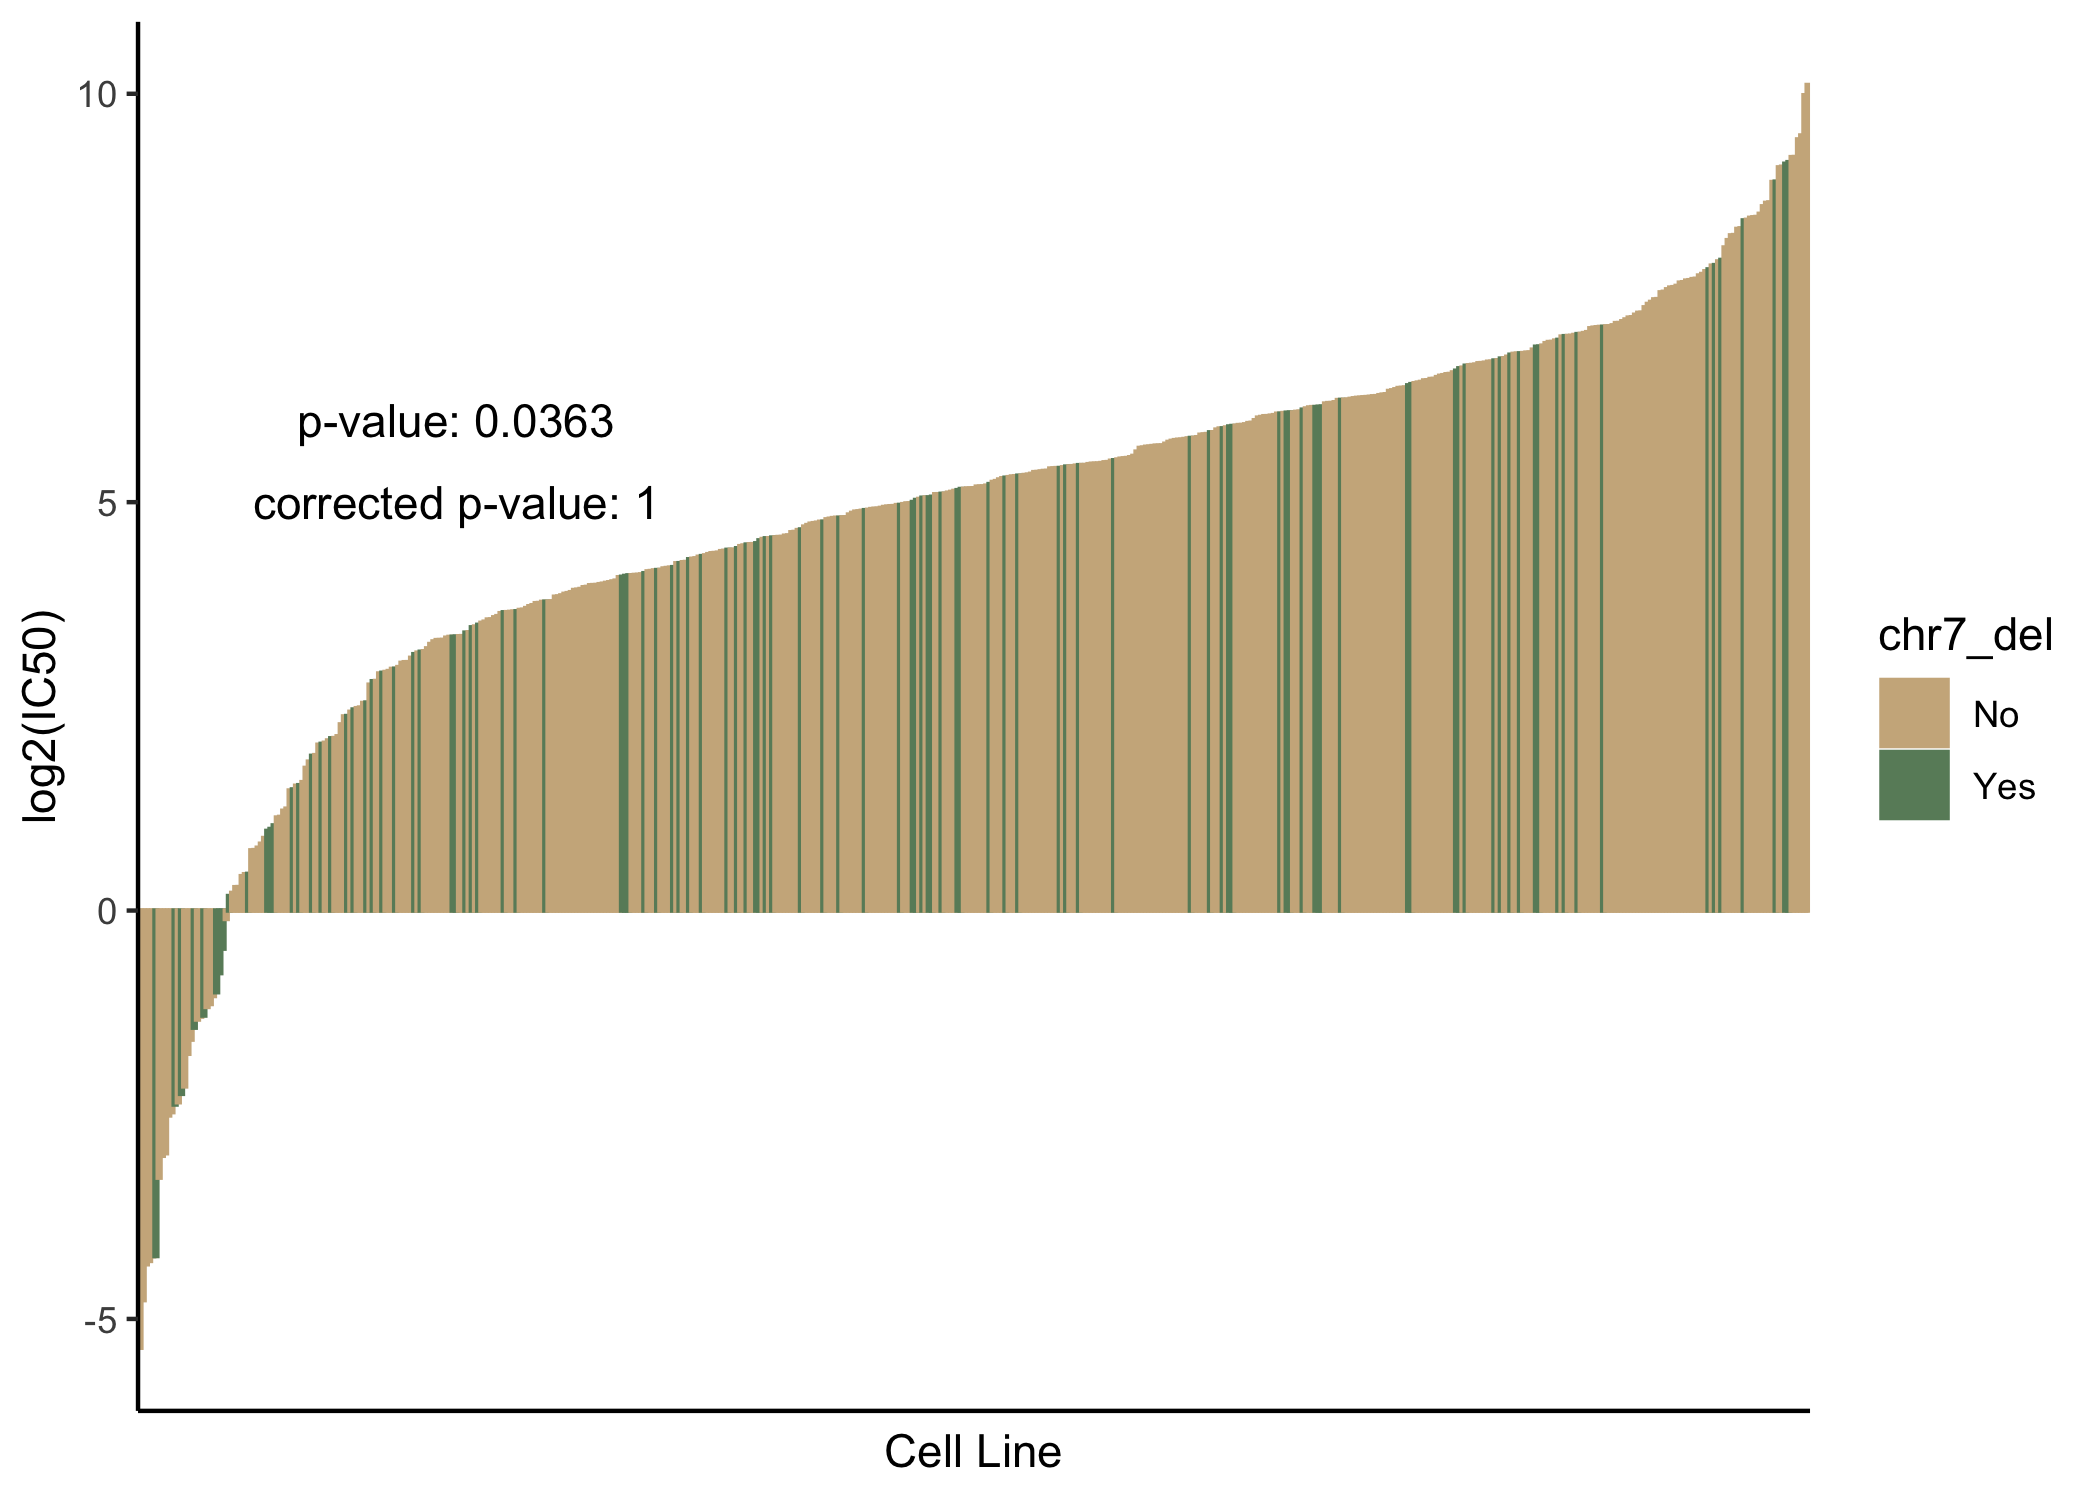 10
p-value: 0.0363
corrected p-value: 1
5
0
-5
log2(IC50)
Cell Line
chr7_del
No
Yes